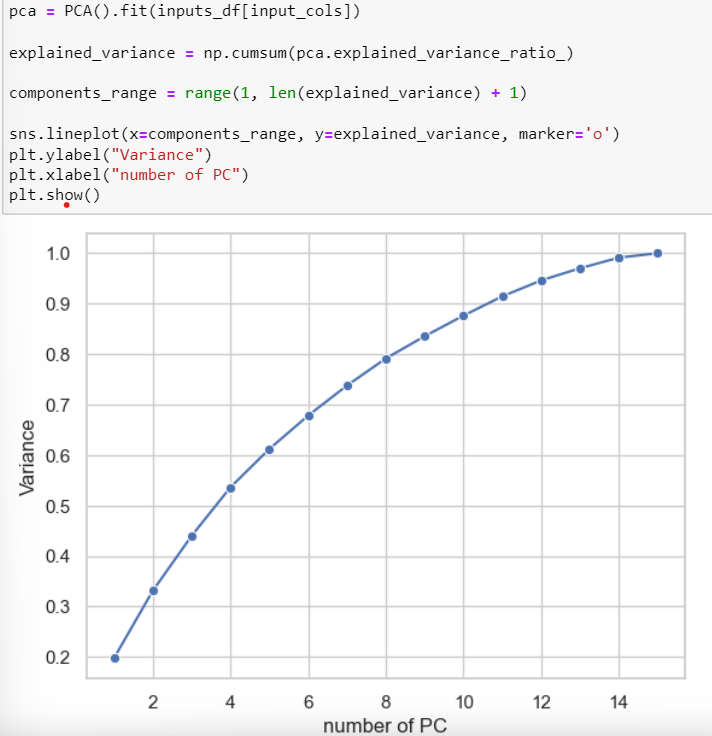 pca = PCA().fit(inputs_df[input_cols])
explained_variance = np.cumsum(pca.explained_variance_ratio_)
components_range = range(1, len(explained_variance) + 1)
sns.lineplot(x=components_range, y=explained_variance, marker='o')
plt.ylabel("Variance")
plt.xlabel("number of PC")
plt.show()
1.0
0.9
0.8
0.7
0.6
0.5
0.4
0.3
0.2
Variance
2 4 6 8 10 12 14
number of PC